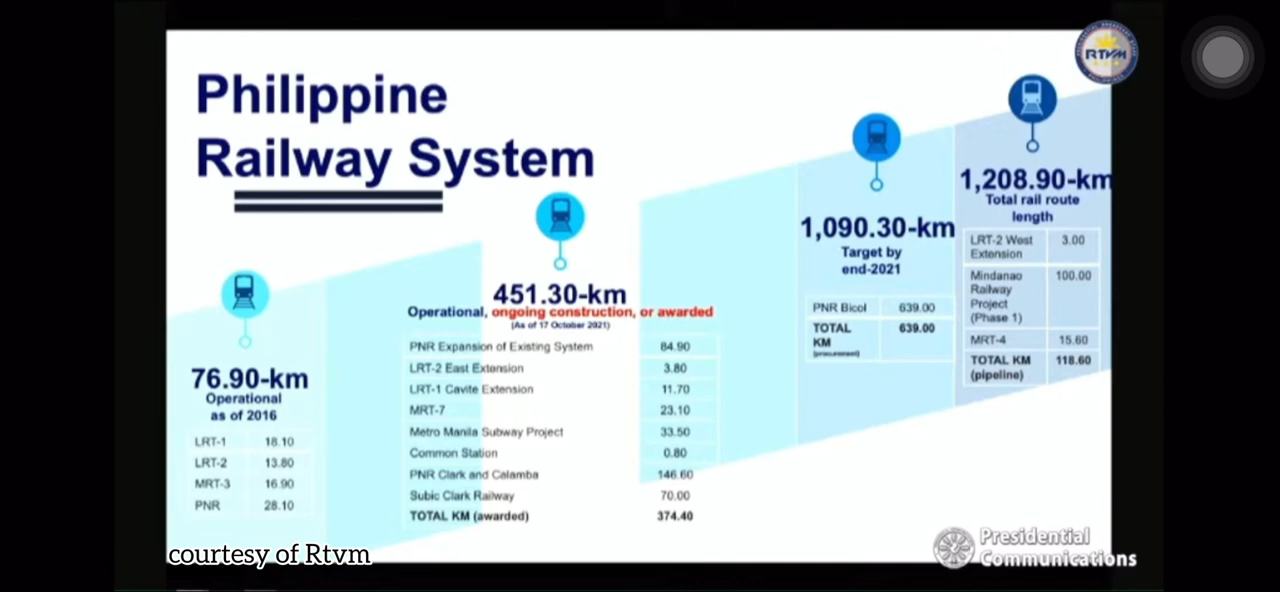 RTVM
Philippine
Railway System
76.90-km
Operational
as of 2016
LRT-1 18.10
LRT-2 13.80
MRT-3 16.90
PNR 28.10
451.30-km
Operational, ongoing construction, or awarded
(As of 17 October 2021)
PNR Expansion of Existing System 84.90
LRT-2 East Extension 3.80
LRT-1 Cavite Extension 11.70
MRT-7 23.10
Metro Manila Subway Project 33.50
Common Station 0.80
PNR Clark and Calamba 146.60
Subic Clark Railway 70.00
TOTAL KM (awarded) 374.40
1,090.30-km
Target by
end-2021
PNR Bicol 639.00
TOTAL 639.00
KM
(procurement)
1,208.90-km
Total rail route
length
LRT-2 West 3.00
Extension
Mindanao 100.00
Railway
Project
(Phase 1)
MRT-4 15.60
TOTAL KM 118.60
(pipeline)
courtesy of Rtvm
Presidential
Communications